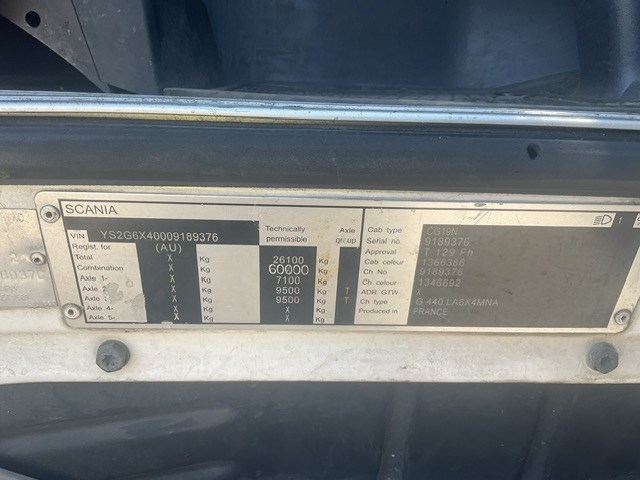 SCANIA
VIN YS2G6X40009189376
Regist. for (AU) Technically permissible Axle group
Total X Kg 26100 Kg
Combination X Kg 60000 Kg
Axle 1- X Kg 7100 Kg
Axle 2- X Kg 9500 Kg T
Axle 3- X Kg 9500 Kg T
Axle 4- X Kg X Kg
Axle 5- X Kg X Kg
Cab type CG19N
Serial no. 9189376
Approval T 129 Fh
Cab colour 1366386
Ch No 9189376
Ch colour 1346692
ADR GTW X
Ch type G 440 LA6X4MNA
Produced in FRANCE
1